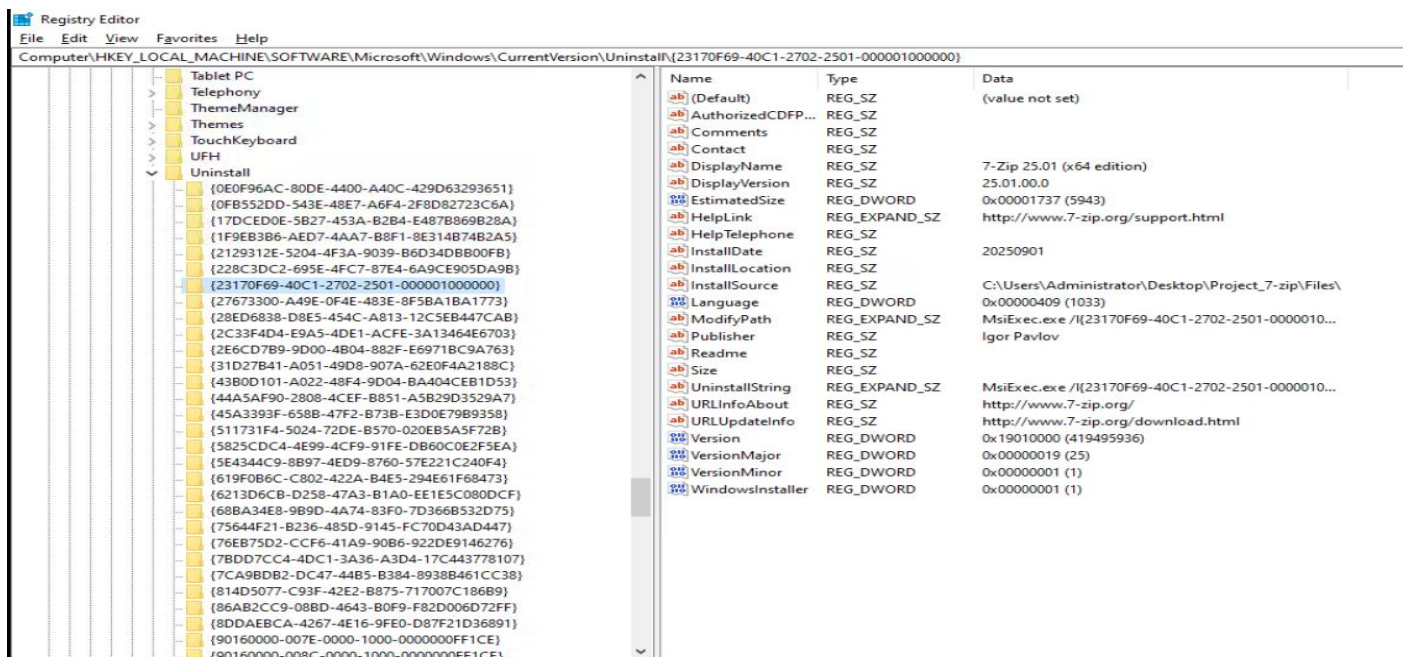 Registry Editor
File Edit View Favorites Help
Computer\HKEY_LOCAL_MACHINE\SOFTWARE\Microsoft\Windows\CurrentVersion\Uninstall\{23170F69-40C1-2702-2501-000001000000}
Tablet PC
Telephony
ThemeManager
Themes
TouchKeyboard
UFH
Uninstall
{0E0F96AC-80DE-4400-A40C-429D63293651}
{0FB552DD-543E-48E7-A6F4-2F8D82723C6A}
{17DCED0E-5B27-453A-B2B4-E487B869B28A}
{1F9EB3B6-AED7-4AA7-B8F1-8E314B74B2A5}
{2129312E-5204-4F3A-9039-B6D34DBB00FB}
{228C3DC2-695E-4FC7-87E4-6A9CE905DA9B}
{23170F69-40C1-2702-2501-000001000000}
{27673300-A49E-0F4E-483E-8F5BA1BA1773}
{28ED6838-D8E5-454C-A813-12C5EB447CAB}
{2C33F4D4-E9A5-4DE1-ACFE-3A13464E6703}
{2E6CD7B9-9D00-4B04-882F-E6971BC9A763}
{31D27B41-A051-49D8-907A-62E0F4A2188C}
{43B0D101-A022-48F4-9D04-BA404CEB1D53}
{44A5AF90-2808-4CEF-B851-A5B29D3529A7}
{45A3393F-658B-47F2-B73B-E3D0E79B9358}
{511731F4-5024-72DE-B570-020EB5A5F72B}
{5825CDC4-4E99-4CF9-91FE-DB60C0E2F5EA}
{5E4344C9-8B97-4ED9-8760-57E221C240F4}
{619F0B6C-C802-422A-B4E5-294E61F68473}
{6213D6CB-D258-47A3-B1A0-EE1E5C080DCF}
{68BA34E8-9B9D-4A74-83F0-7D366B532D75}
{75644F21-B236-485D-9145-FC70D43AD447}
{76EB75D2-CCF6-41A9-90B6-922DE9146276}
{7BDD7CC4-4DC1-3A36-A3D4-17C443778107}
{7CA9BDB2-DC47-44B5-B384-8938B461CC38}
{814D5077-C93F-42E2-B875-717007C186B9}
{86AB2CC9-08BD-4643-B0F9-F82D006D72FF}
{8DDAEBCA-4267-4E16-9FE0-D87F21D36891}
{90160000-007E-0000-1000-0000000FF1CE}
{90160000-008C-0000-1000-0000000FF1CE}
Name Type Data
(Default) REG_SZ (value not set)
AuthorizedCDFP... REG_SZ
Comments REG_SZ
Contact REG_SZ
DisplayName REG_SZ 7-Zip 25.01 (x64 edition)
DisplayVersion REG_SZ 25.01.00.0
EstimatedSize REG_DWORD 0x00001737 (5943)
HelpLink REG_EXPAND_SZ http://www.7-zip.org/support.html
HelpTelephone REG_SZ
InstallDate REG_SZ 20250901
InstallLocation REG_SZ
InstallSource REG_SZ C:\Users\Administrator\Desktop\Project_7-zip\Files\
Language REG_DWORD 0x00000409 (1033)
ModifyPath REG_EXPAND_SZ MsiExec.exe /I{23170F69-40C1-2702-2501-0000010...
Publisher REG_SZ Igor Pavlov
Readme REG_SZ
Size REG_SZ
UninstallString REG_EXPAND_SZ MsiExec.exe /I{23170F69-40C1-2702-2501-0000010...
URLInfoAbout REG_SZ http://www.7-zip.org/
URLUpdateInfo REG_SZ http://www.7-zip.org/download.html
Version REG_DWORD 0x19010000 (419495936)
VersionMajor REG_DWORD 0x00000019 (25)
VersionMinor REG_DWORD 0x00000001 (1)
WindowsInstaller REG_DWORD 0x00000001 (1)